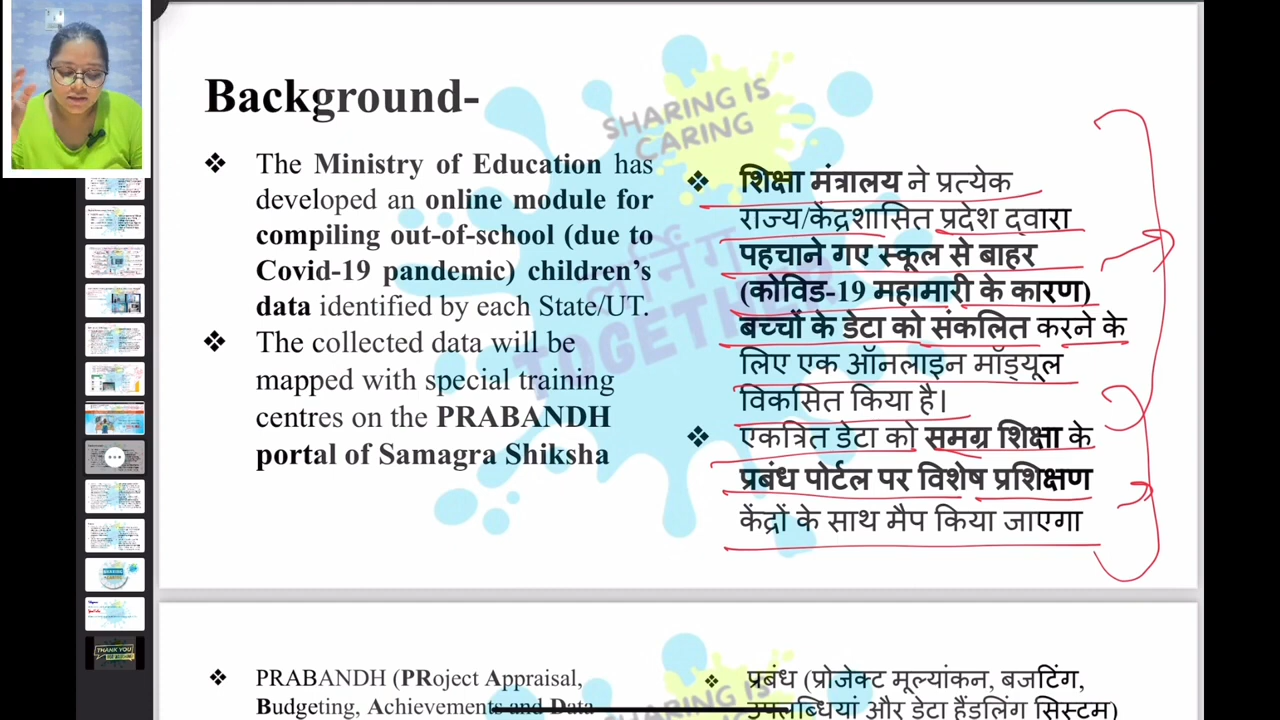 Background-
❖ The Ministry of Education has
developed an online module for
compiling out-of-school (due to
Covid-19 pandemic) children's
data identified by each State/UT.
❖ The collected data will be
mapped with special training
centres on the PRABANDH
portal of Samagra Shiksha
SHARING IS
CARING
❖ शिक्षा मंत्रालय ने प्रत्येक
राज्य/केंद्रशासित प्रदेश दवारा
पहचाने गए स्कूल से बाहर
(कोविड-19 महामारी के कारण)
बच्चों के डेटा को संकलित करने के
लिए एक ऑनलाइन मॉड्यूल
विकसित किया है।
❖ एकत्रित डेटा को समग्र शिक्षा के
प्रबंध पोर्टल पर विशेष प्रशिक्षण
केंद्रों के साथ मैप किया जाएगा
❖ PRABANDH (PRoject Appraisal,
Budgeting, Achievements and Data
❖ प्रबंध (प्रोजेक्ट मूल्यांकन, बजटिंग,
उपलब्धियां और डेटा हैंडलिंग सिस्टम)
THANK YOU